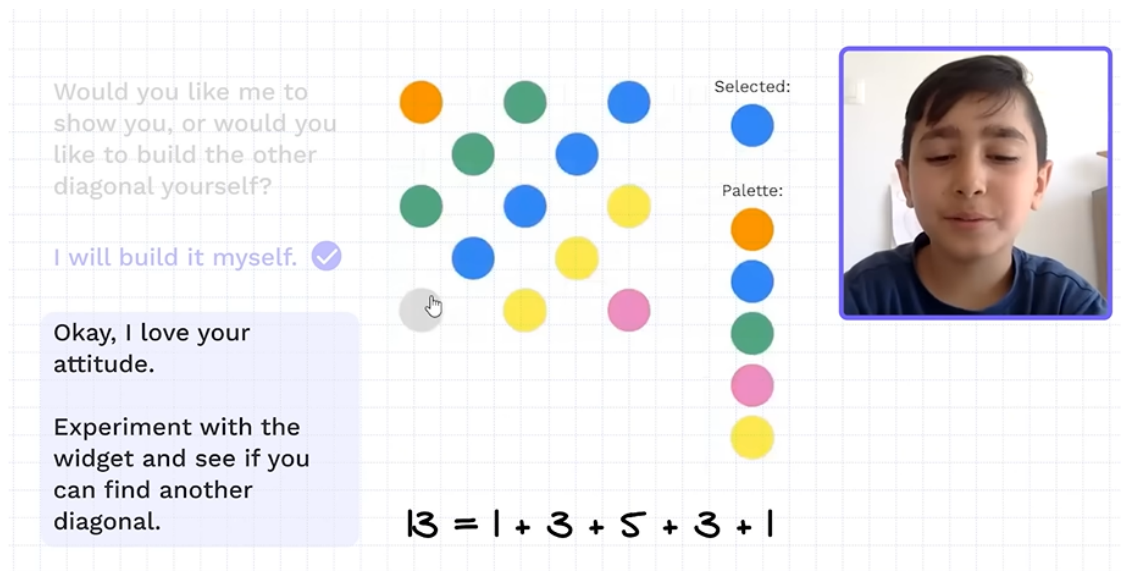 Would you like me to
show you, or would you
like to build the other
diagonal yourself?
I will build it myself.
Okay, I love your
attitude.
Experiment with the
widget and see if you
can find another
diagonal.
Selected:
Palette:
13 = 1 + 3 + 5 + 3 + 1